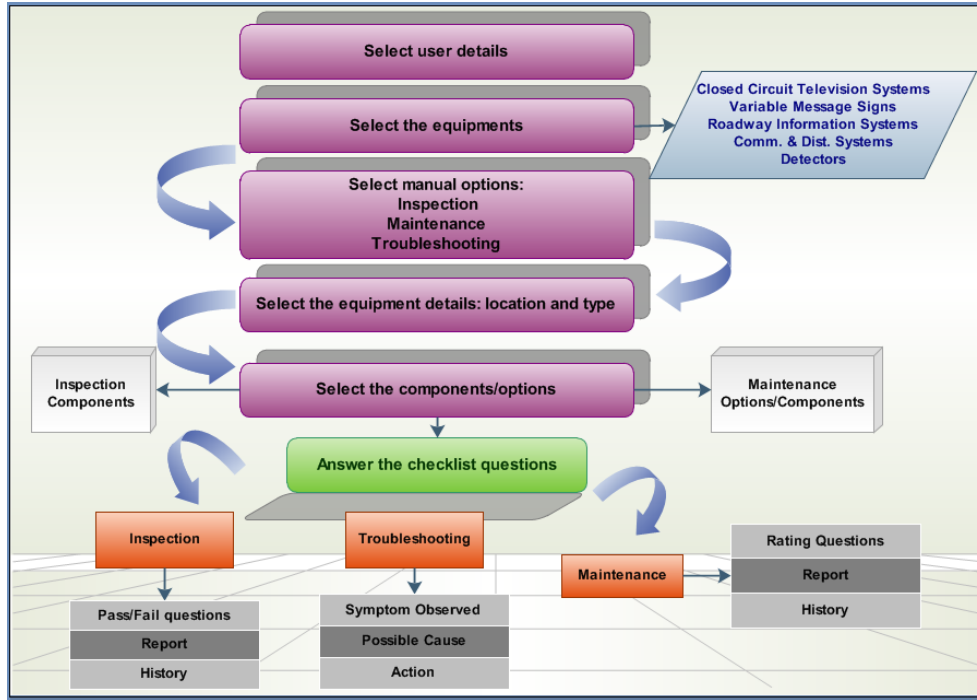 Select user details
Select the equipments
Closed Circuit Television Systems
Variable Message Signs
Roadway Information Systems
Comm. & Dist. Systems
Detectors
Select manual options:
Inspection
Maintenance
Troubleshooting
Select the equipment details: location and type
Inspection
Components
Select the components/options
Maintenance
Options/Components
Answer the checklist questions
Inspection
Troubleshooting
Maintenance
Rating Questions
Report
History
Pass/Fail questions
Report
History
Symptom Observed
Possible Cause
Action